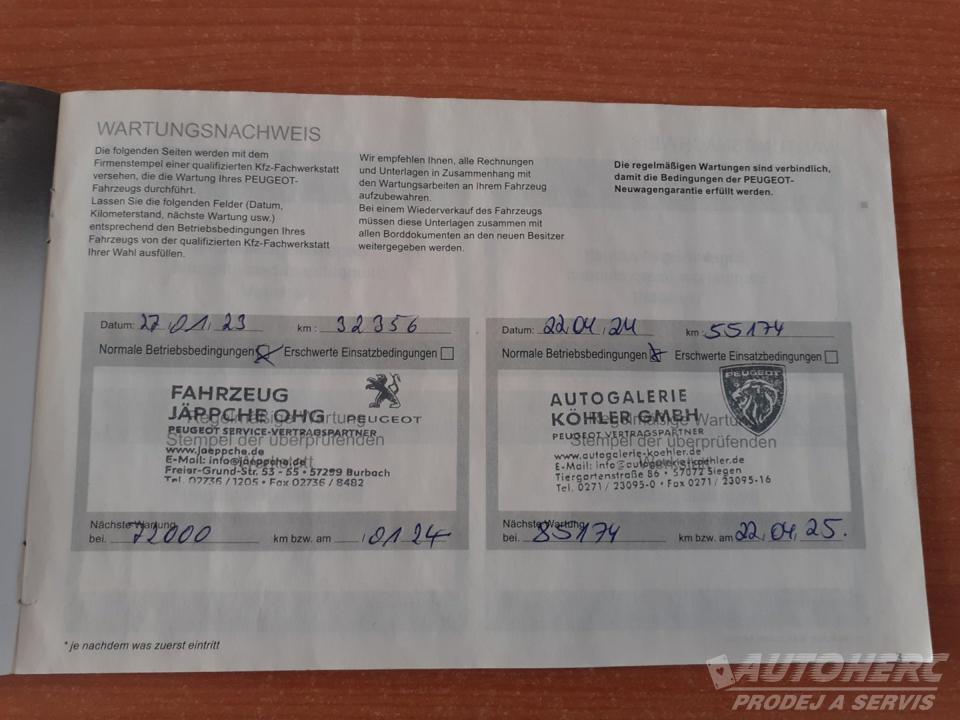 WARTUNGSNACHWEIS
Die folgenden Seiten werden mit dem
Firmenstempel einer qualifizierten Kfz-Fachwerkstatt
versehen, die die Wartung Ihres PEUGEOT-
Fahrzeugs durchführt.
Lassen Sie die folgenden Felder (Datum,
Kilometerstand, nächste Wartung usw.)
entsprechend den Betriebsbedingungen Ihres
Fahrzeugs von der qualifizierten Kfz-Fachwerkstatt
Ihrer Wahl ausfüllen.
Wir empfehlen Ihnen, alle Rechnungen
und Unterlagen in Zusammenhang mit
den Wartungsarbeiten an Ihrem Fahrzeug
aufzubewahren.
Bei einem Wiederverkauf des Fahrzeugs
müssen diese Unterlagen zusammen mit
allen Borddokumenten an den neuen Besitzer
weitergegeben werden.
Die regelmäßigen Wartungen sind verbindlich,
damit die Bedingungen der PEUGEOT-
Neuwagengarantie erfüllt werden.
Datum: 27.01.23 km : 32356
Normale Betriebsbedingungen Erschwerte Einsatzbedingungen
FAHRZEUG
JÄPPCHE OHG PEUGEOT
Regelmäßige Wartung
PEUGEOT SERVICE-VERTRAGSPARTNER
Stempel der überprüfenden
www.jaeppche.de
E-Mail: info@jaeppche.de
Freier-Grund-Str. 53 - 55 • 57299 Burbach
Tel. 02736 / 1205 • Fax 02736 / 8482
Nächste Wartung
bei. 72000 km bzw. am 01.24
Datum: 22.04.24 km : 55174
Normale Betriebsbedingungen Erschwerte Einsatzbedingungen
PEUGEOT
AUTOGALERIE
KÖHLER GMBH
Regelmäßige Wartung
PEUGEOT VERTRAGSPARTNER
Stempel der überprüfenden
www.autogalerie-koehler.de
E-Mail: info@autogalerie-koehler.de
Tiergartenstraße 86 • 57072 Siegen
Tel. 0271 / 23095-0 • Fax 0271 / 23095-16
Nächste Wartung
bei. 85174 km bzw. am 22.04.25.
* je nachdem was zuerst eintritt
AUTOHERC
PRODEJ A SERVIS